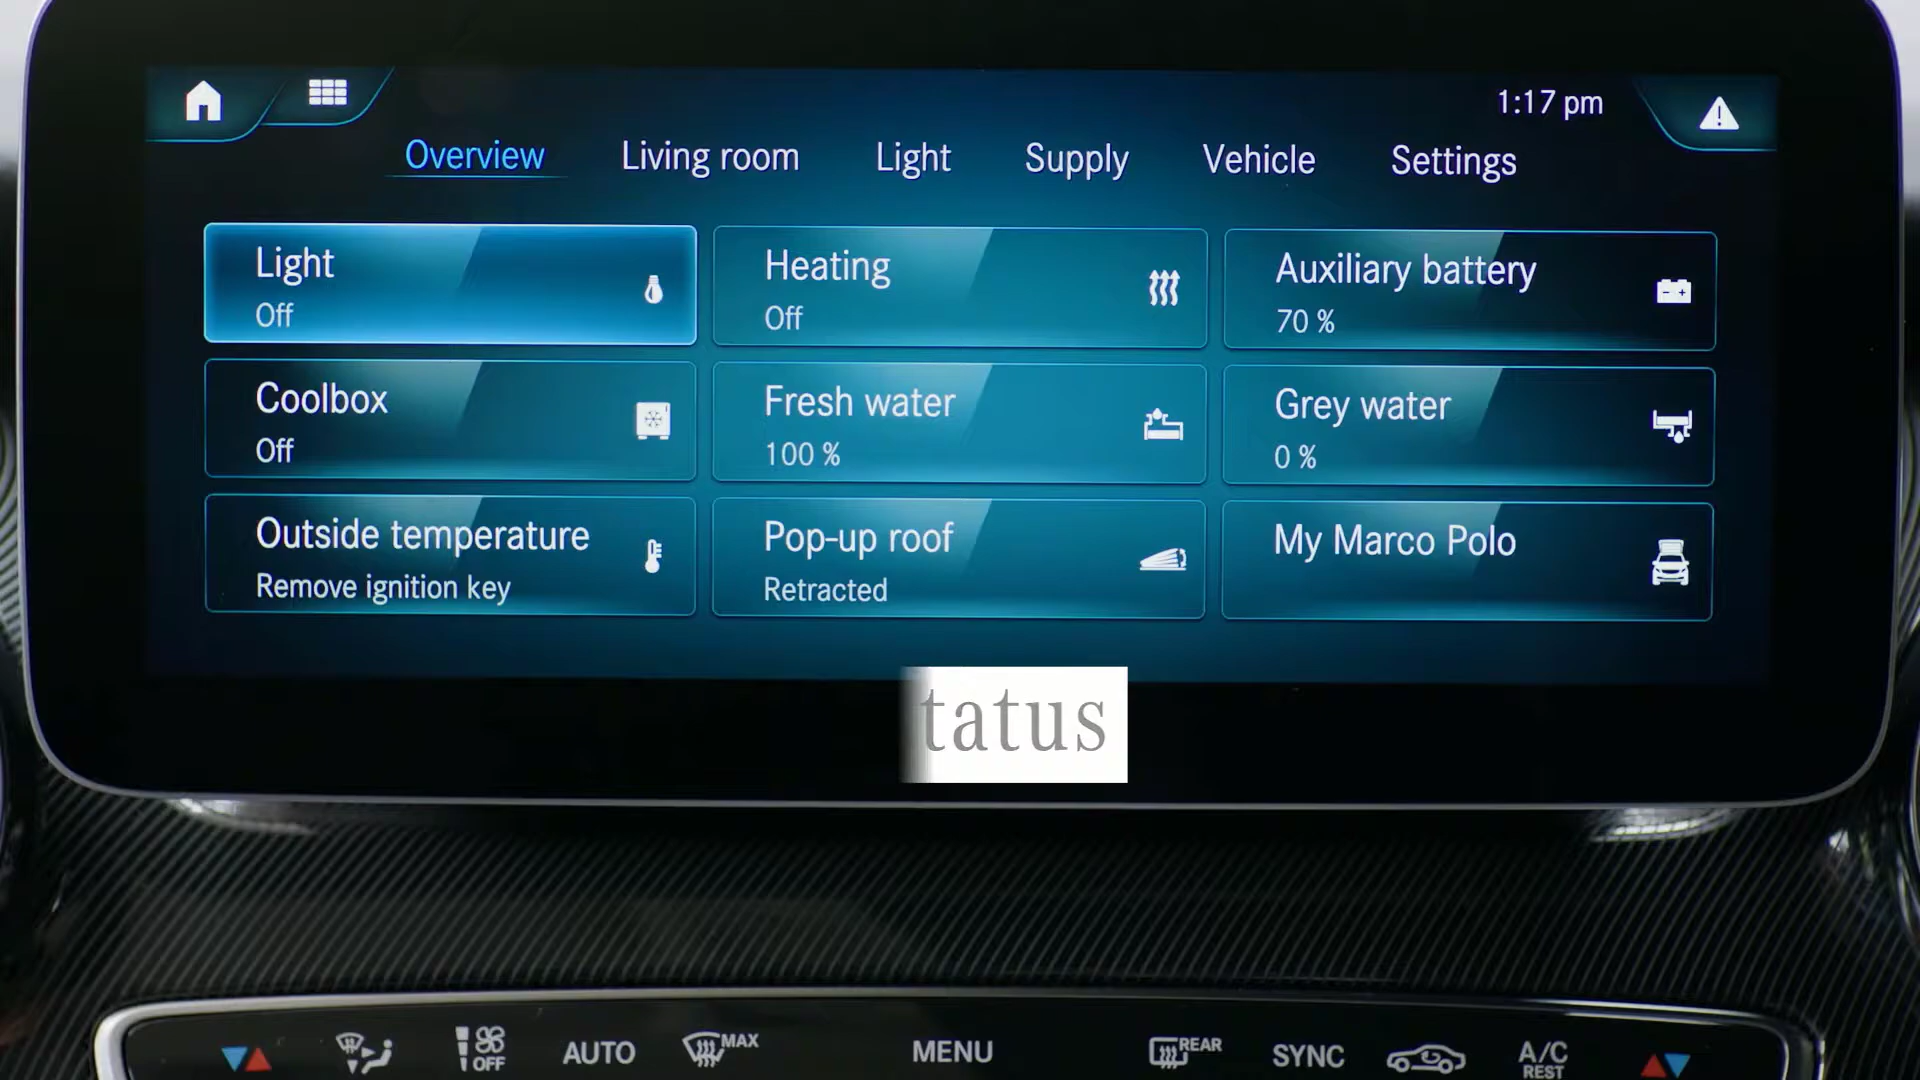 1:17 pm
Overview Living room Light Supply Vehicle Settings
Light
Off
Heating
Off
Auxiliary battery
70 %
Coolbox
Off
Fresh water
100 %
Grey water
0 %
Outside temperature
Remove ignition key
Pop-up roof
Retracted
My Marco Polo
tatus
OFF AUTO MAX MENU REAR SYNC A/C
REST